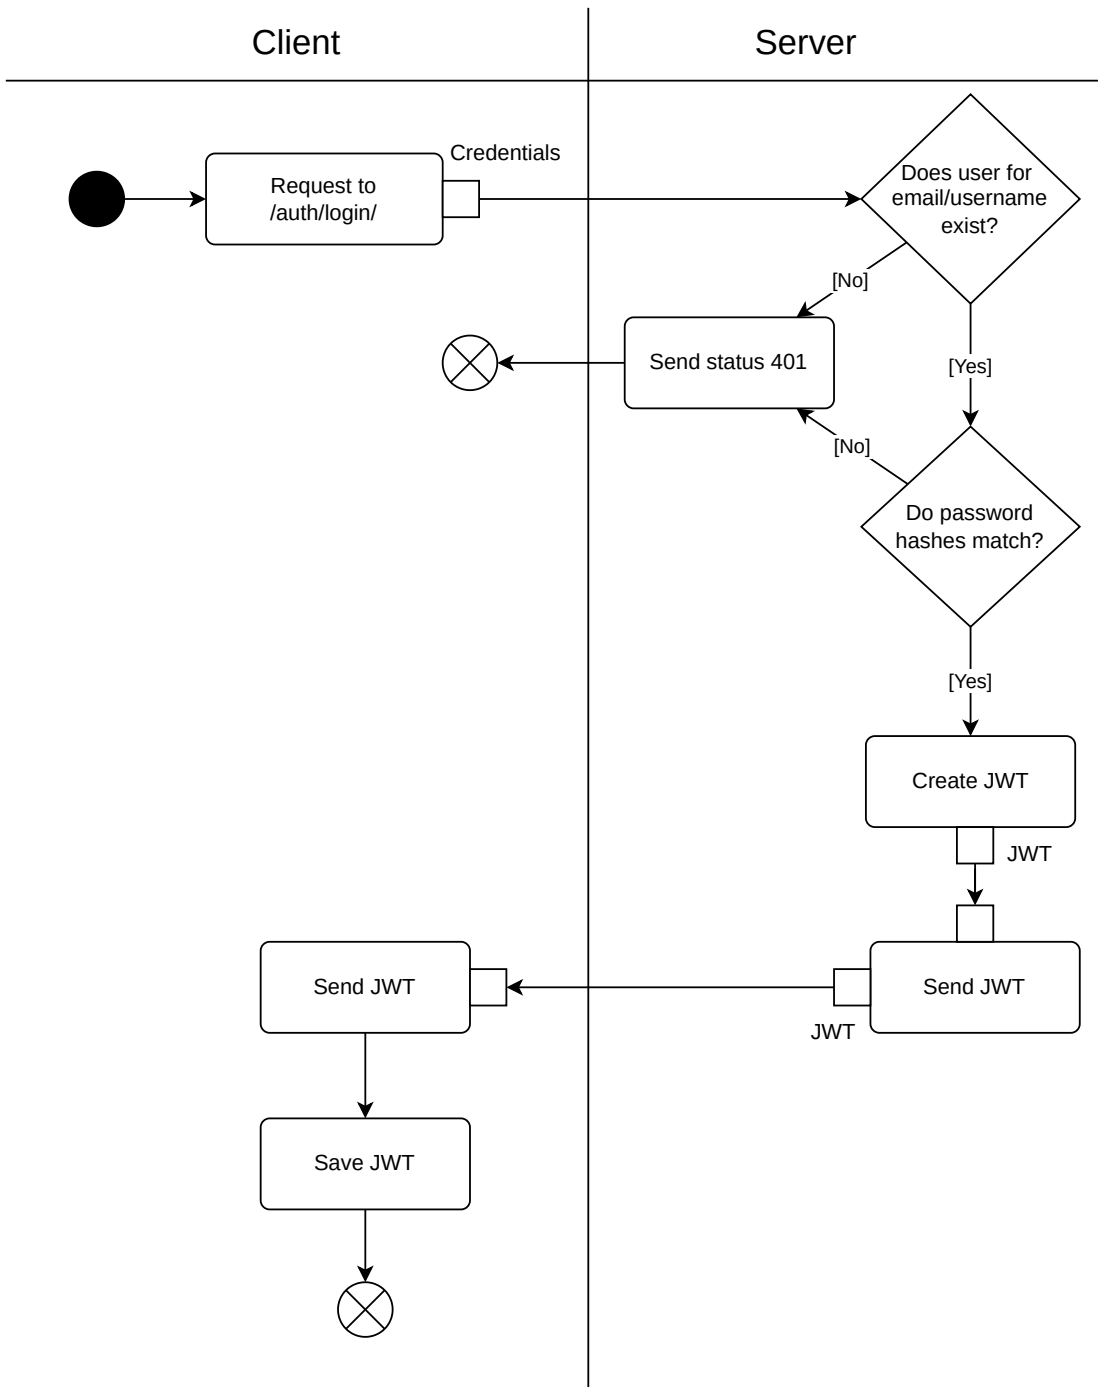 Client
Server
Credentials
Request to
/auth/login/
Does user for
email/username
exist?
[No]
Send status 401
[Yes]
[No]
Do password
hashes match?
[Yes]
Create JWT
JWT
Send JWT
Send JWT
JWT
Save JWT